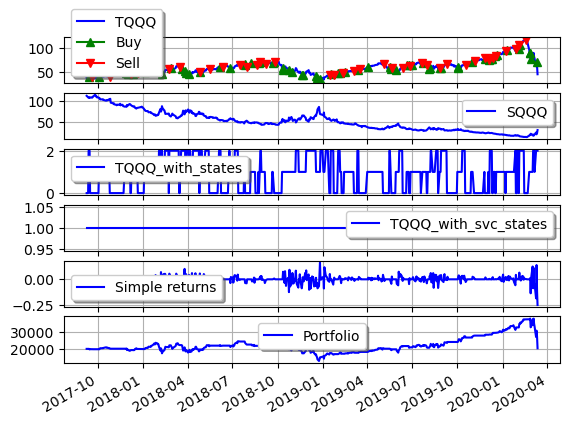 TQQQ
Buy
Sell
100
50
SQQQ
100
50
TQQQ_with_states
2
0
TQQQ_with_svc_states
1.05
1.00
0.95
Simple returns
0.00
−0.25
Portfolio
30000
20000
2017-10 2018-01 2018-04 2018-07 2018-10 2019-01 2019-04 2019-07 2019-10 2020-01 2020-04